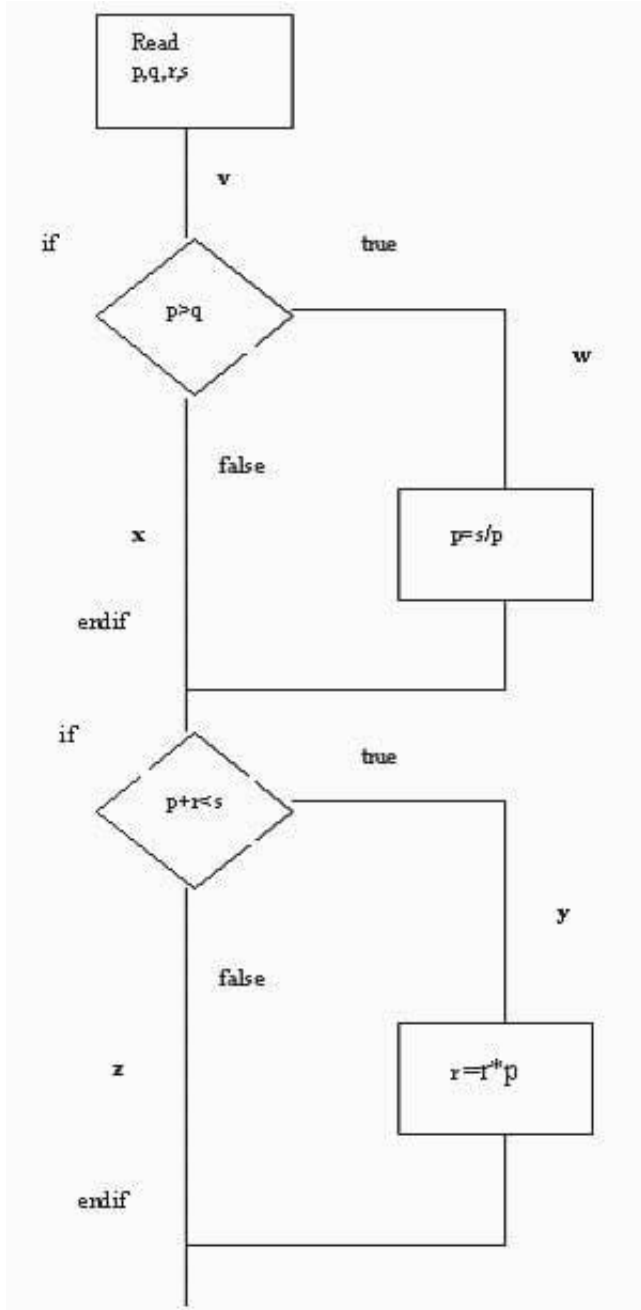 Read
p,q,r,s
v
if
true
p>q
w
false
x
p=s/p
endif
if
true
p+r<s
y
false
z
r=r*p
endif